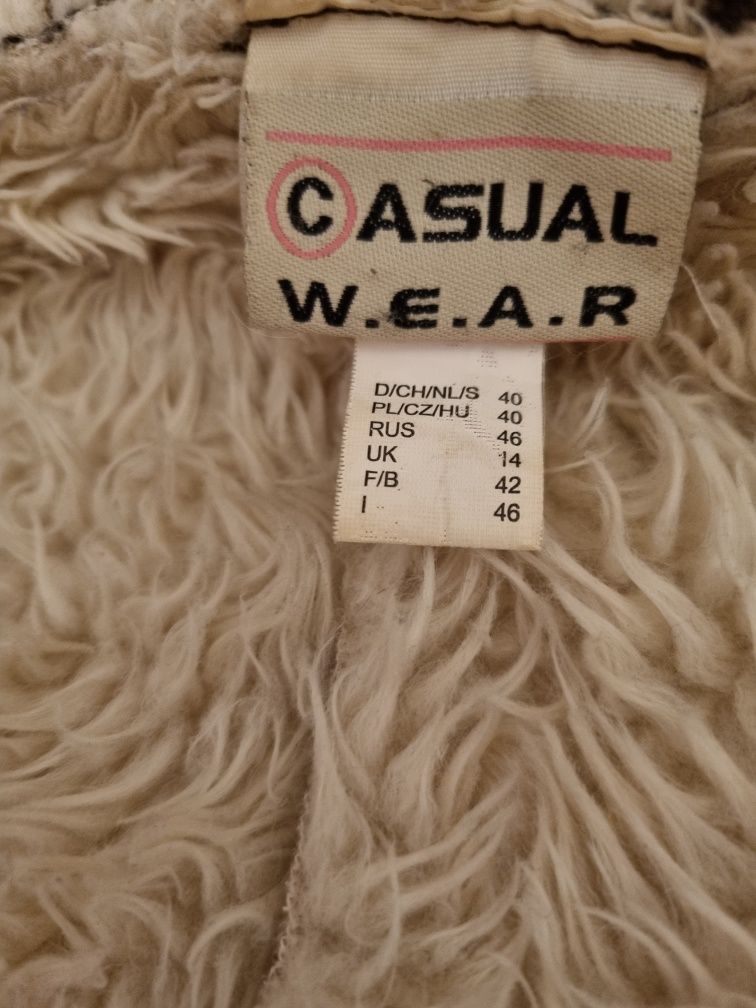 CASUAL
W.E.A.R
D/CH/NL/S 40
PL/CZ/HU 40
RUS 46
UK 14
F/B 42
I 46